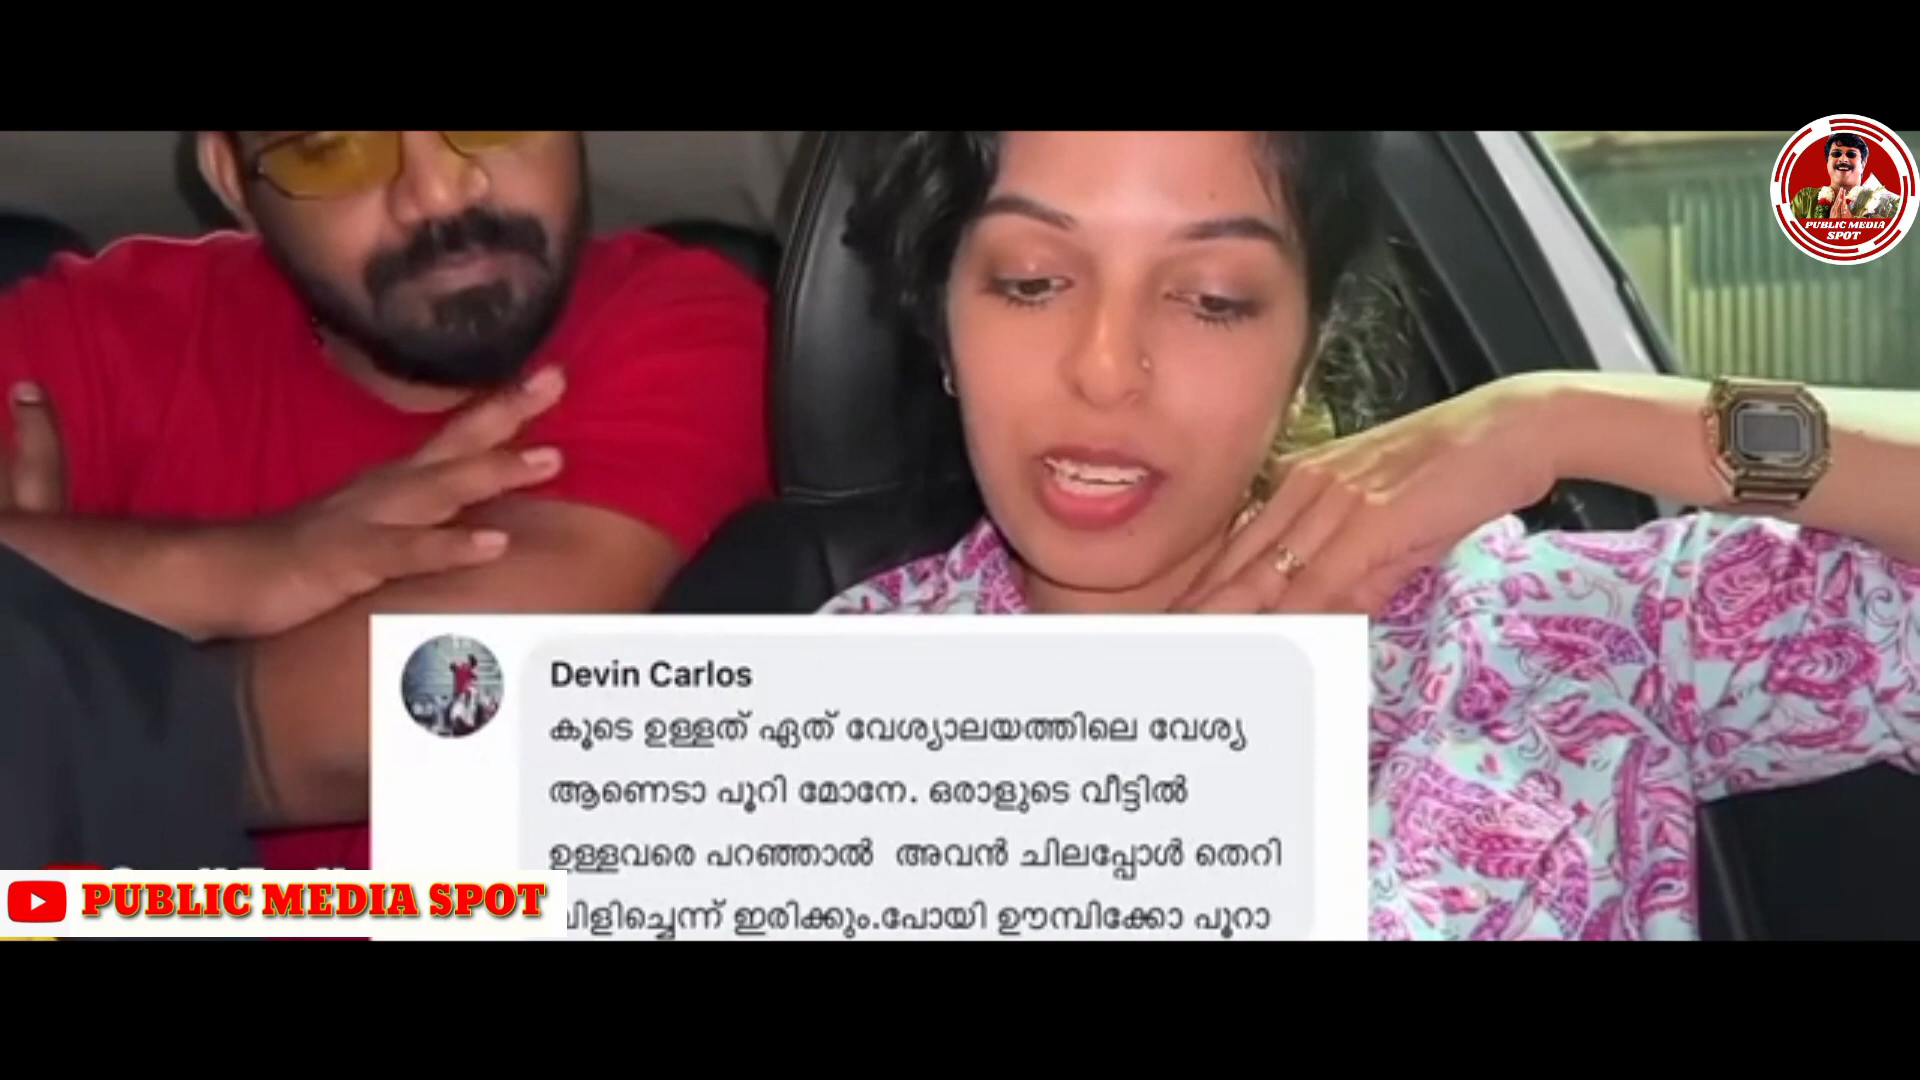 PUBLIC MEDIA
SPOT
Devin Carlos
കൂടെ ഉള്ളത് ഏത് വേശ്യാലയത്തിലെ വേശ്യ
ആണെടാ പൂറി മോനേ. ഒരാളുടെ വീട്ടിൽ
ഉള്ളവരെ പറഞ്ഞാൽ അവൻ ചിലപ്പോൾ തെറി
വിളിച്ചെന്ന് ഇരിക്കും.പോയി ഊമ്പിക്കോ പൂറാ
PUBLIC MEDIA SPOT